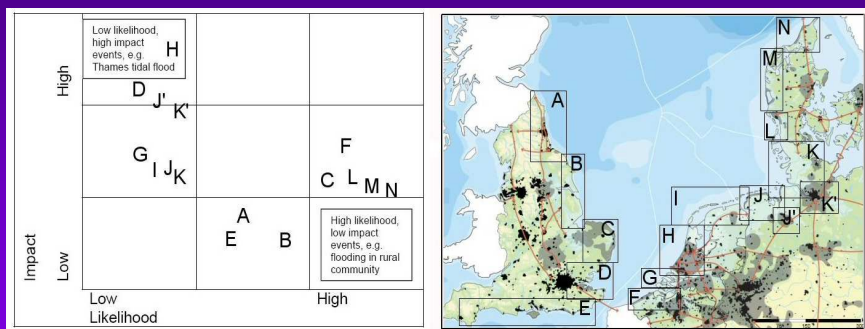 Low likelihood,
high impact
events, e.g.
Thames tidal flood
H
D
J'
K'
G
I
J
K
F
C
L
M
N
A
E
B
High likelihood,
low impact
events, e.g.
flooding in rural
community
High
Impact
Low
Low
High
Likelihood
N
M
A
L
B
K
I
J
K'
C
J'
H
D
G
F
E